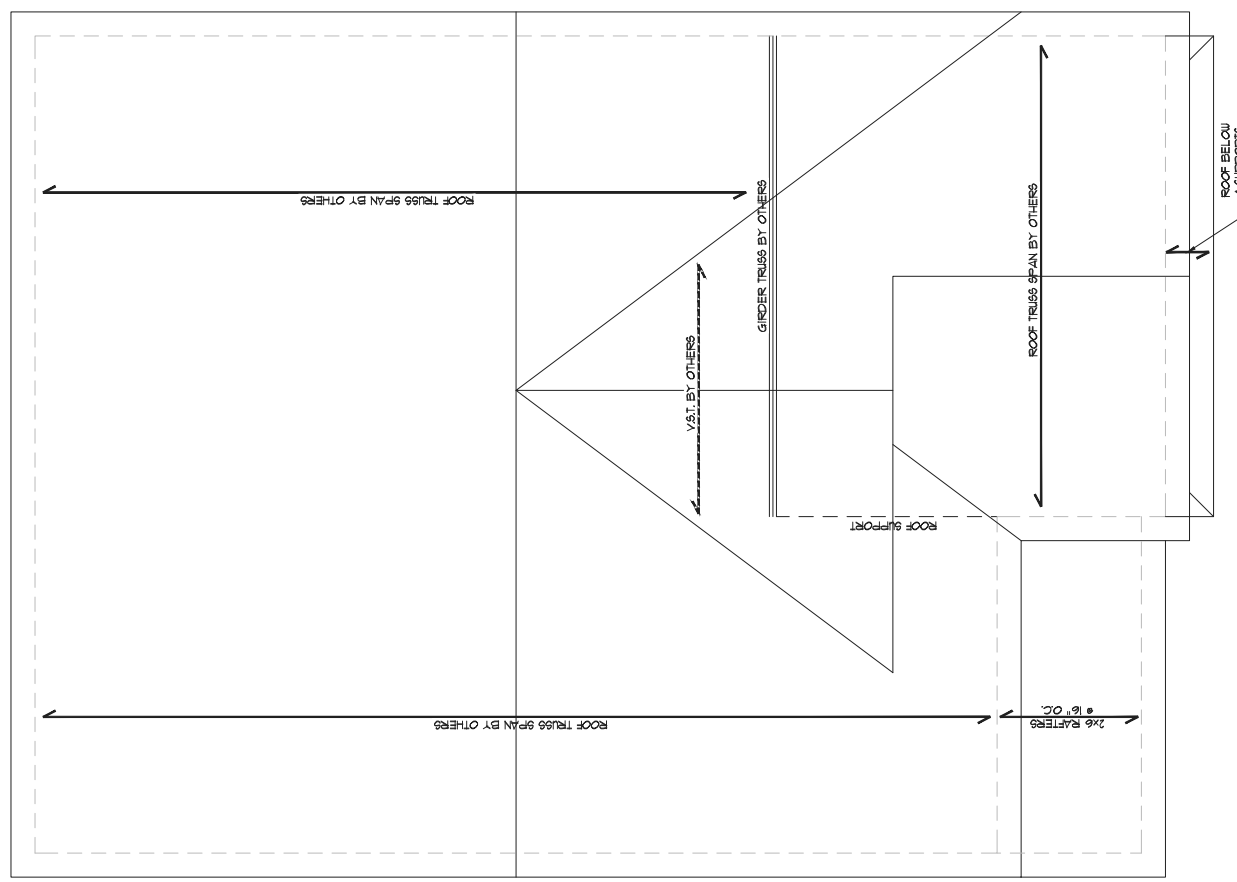 ROOF BELOW
ROOF TRUSS SPAN BY OTHERS
GIRDER TRUSS BY OTHERS
ROOF TRUSS SPAN BY OTHERS
V.S.T. BY OTHERS
ROOF SUPPORT
ROOF TRUSS SPAN BY OTHERS
2x6 RAFTERS
@ 16" O.C.